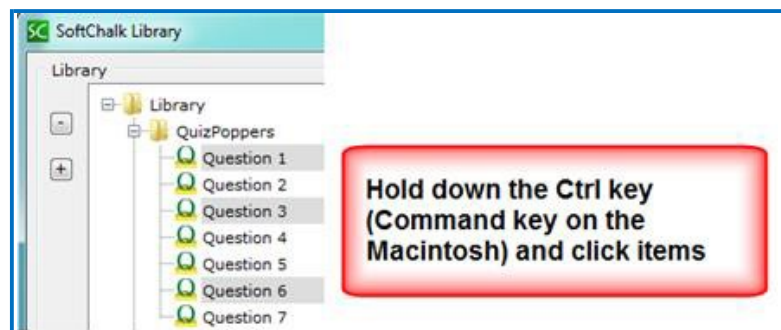 SC SoftChalk Library
Library
-
Library
+
QuizPoppers
Question 1
Question 2
Question 3
Question 4
Question 5
Question 6
Question 7
Hold down the Ctrl key
(Command key on the
Macintosh) and click items